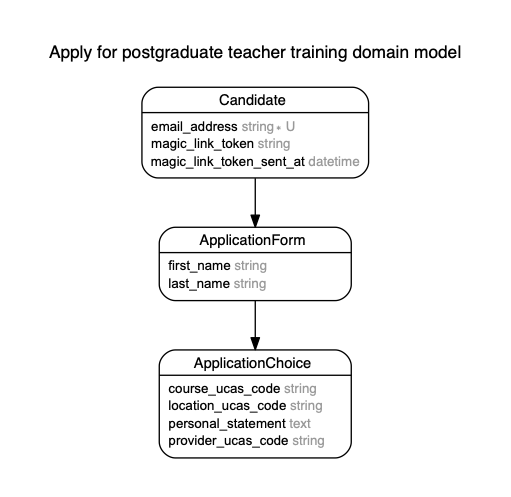 Apply for postgraduate teacher training domain model
Candidate
email_address string * U
magic_link_token string
magic_link_token_sent_at datetime
ApplicationForm
first_name string
last_name string
ApplicationChoice
course_ucas_code string
location_ucas_code string
personal_statement text
provider_ucas_code string